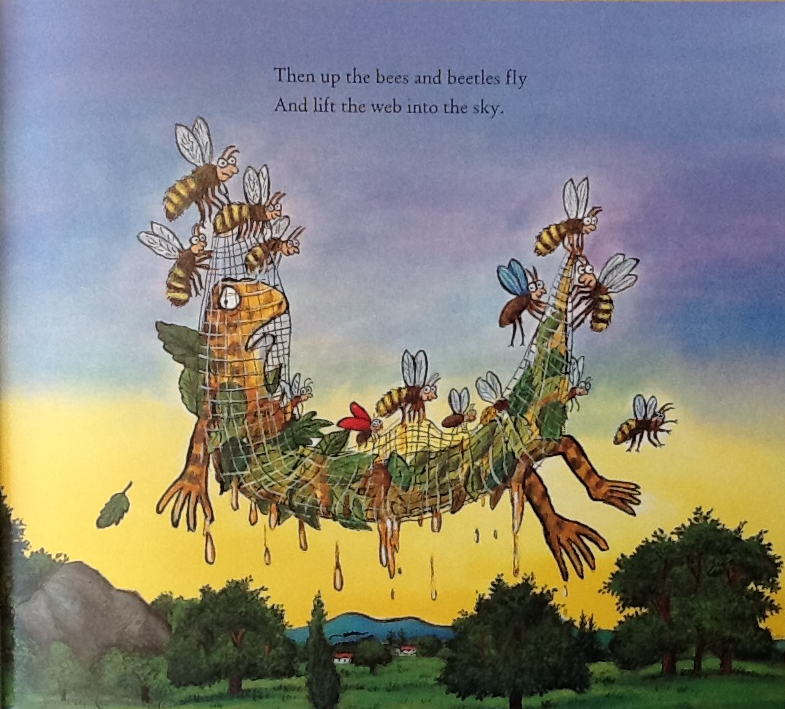 Then up the bees and beetles fly
And lift the web into the sky.